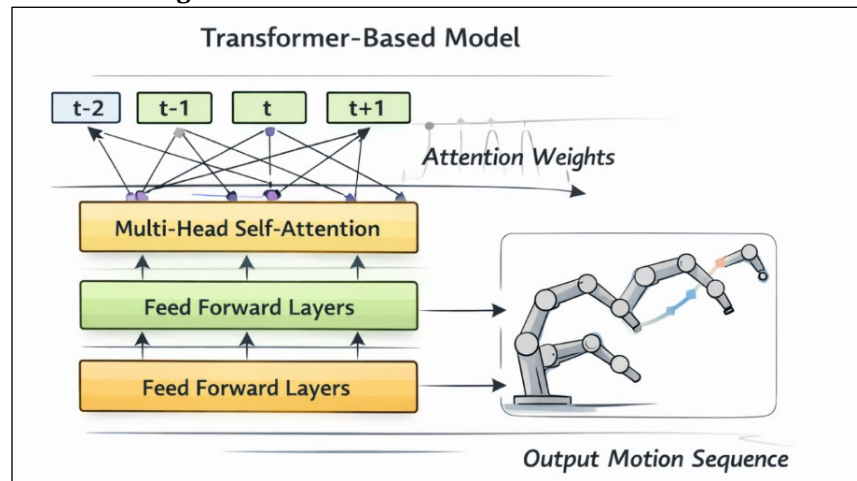 Transformer-Based Model
t-2 t-1 t t+1
Attention Weights
Multi-Head Self-Attention
Feed Forward Layers
Feed Forward Layers
Output Motion Sequence